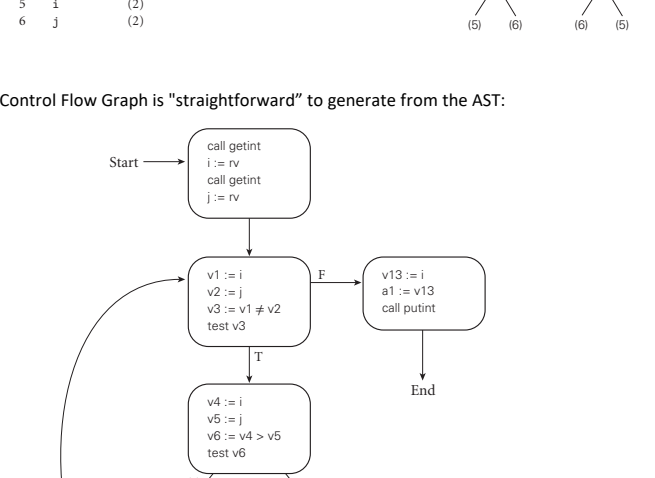 5 i (2)
6 j (2)
(5) (6) (6) (5)
Control Flow Graph is "straightforward” to generate from the AST:
Start
call getint
i := rv
call getint
j := rv
v1 := i
v2 := j
v3 := v1 ≠ v2
test v3
F
v13 := i
a1 := v13
call putint
T
End
v4 := i
v5 := j
v6 := v4 > v5
test v6